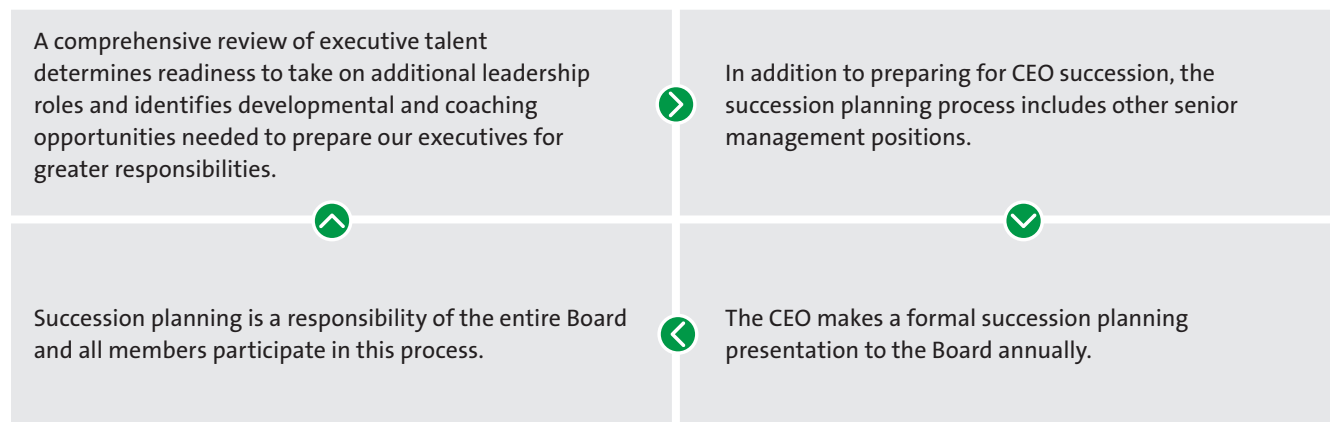 A comprehensive review of executive talent
determines readiness to take on additional leadership
roles and identifies developmental and coaching
opportunities needed to prepare our executives for
greater responsibilities.
In addition to preparing for CEO succession, the
succession planning process includes other senior
management positions.
Succession planning is a responsibility of the entire Board
and all members participate in this process.
The CEO makes a formal succession planning
presentation to the Board annually.